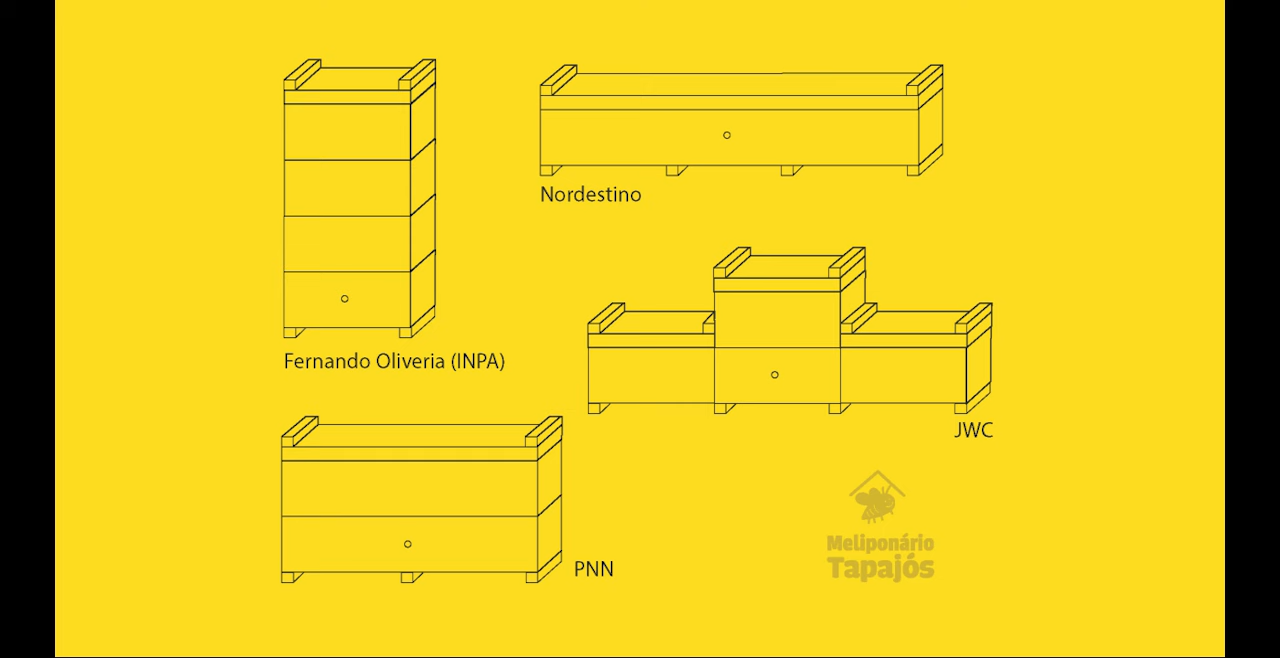 Nordestino
Fernando Oliveria (INPA)
JWC
PNN
Meliponário
Tapajós